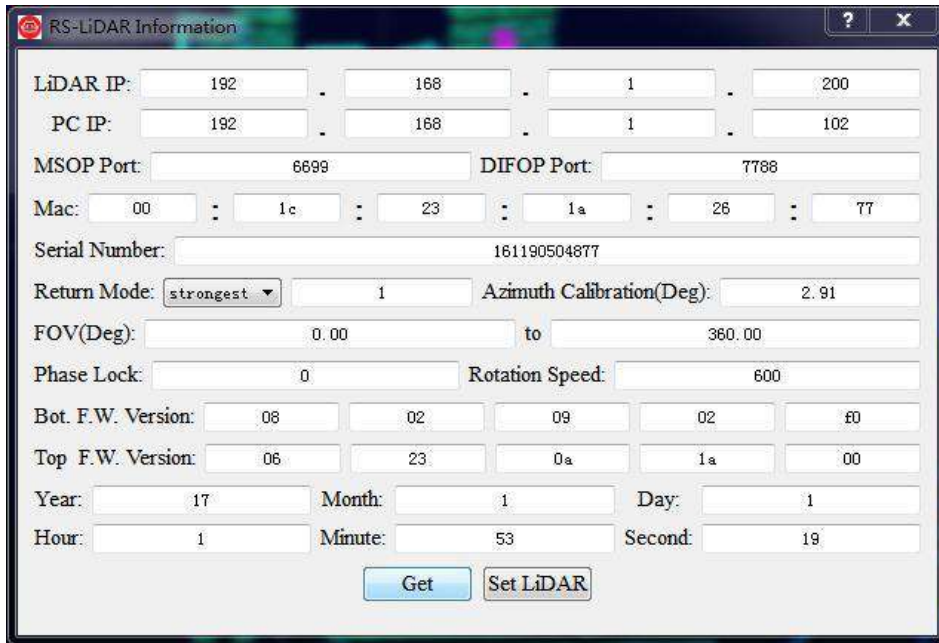 RS-LiDAR Information ? x
LiDAR IP: 192 . 168 . 1 . 200
PC IP: 192 . 168 . 1 . 102
MSOP Port: 6699 DIFOP Port: 7788
Mac: 00 : 1c : 23 : 1a : 26 : 77
Serial Number: 161190504877
Return Mode: strongest 1 Azimuth Calibration(Deg): 2.91
FOV(Deg): 0.00 to 360.00
Phase Lock: 0 Rotation Speed: 600
Bot. F.W. Version: 08 02 09 02 f0
Top F.W. Version: 06 23 0a 1a 00
Year: 17 Month: 1 Day: 1
Hour: 1 Minute: 53 Second: 19
Get Set LiDAR